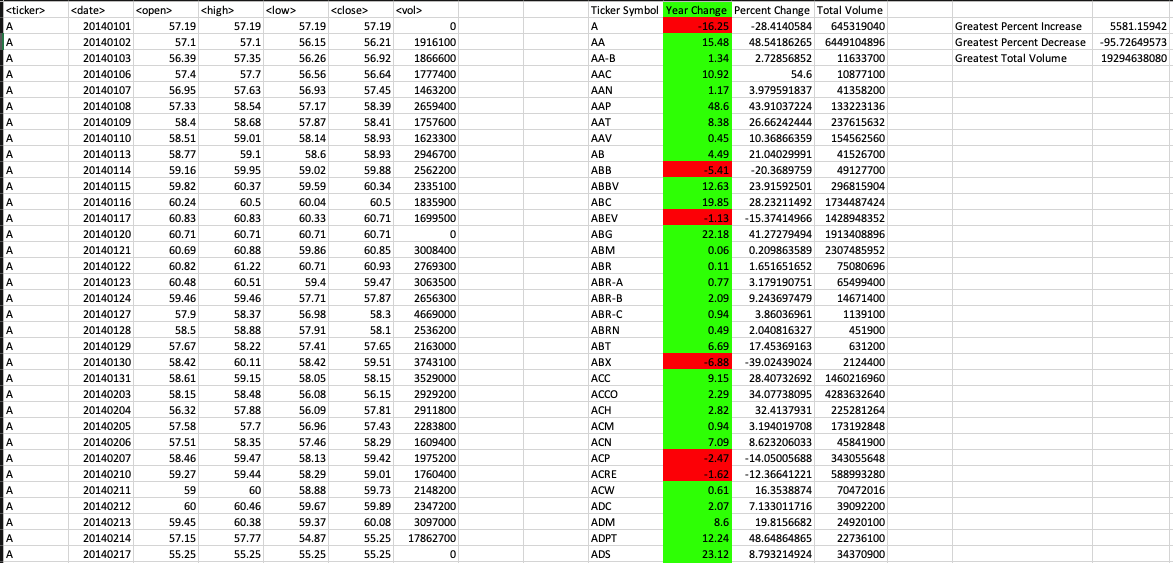 <ticker> <date> <open> <high> <low> <close> <vol> Ticker Symbol Year Change Percent Change Total Volume
20140101 57.19 57.19 57.19 57.19 0 A -16.25 -28.4140584 645319040 Greatest Percent Increase 5581.15942
20140102 57.1 57.1 56.15 56.21 1916100 AA 15.48 48.54186265 6449104896 Greatest Percent Decrease -95.72649573
A 20140103 56.39 57.35 56.26 56.92 1866600 AA-B 1.34 2.72856852 11633700 Greatest Total Volume 19294638080
A 20140106 57.4 57.7 56.56 56.64 1777400 AAC 10.92 54.6 10877100
A 20140107 56.95 57.63 56.93 57.45 1463200 AAN 1.17 3.979591837 41358200
A 20140108 57.33 58.54 57.17 58.39 2659400 AAP 48.6 43.91037224 133223136
A 20140109 58.4 58.68 57.87 58.41 1757600 AAT 8.38 26.66242444 237615632
A 20140110 58.51 59.01 58.14 58.93 1623300 AAV 0.45 10.36866359 154562560
A 20140113 58.77 59.1 58.6 58.93 2946700 AB 4.49 21.04029991 41526700
A 20140114 59.16 59.95 59.02 59.88 2562200 ABB -5.41 -20.3689759 49127700
A 20140115 59.82 60.37 59.59 60.34 2335100 ABBV 12.63 23.91592501 296815904
A 20140116 60.24 60.5 60.04 60.5 1835900 ABC 19.85 28.23211492 1734487424
A 20140117 60.83 60.83 60.33 60.71 1699500 ABEV -1.13 -15.37414966 1428948352
A 20140120 60.71 60.71 60.71 60.71 0 ABG 22.18 41.27279494 1913408896
A 20140121 60.69 60.88 59.86 60.85 3008400 ABM 0.06 0.209863589 2307485952
A 20140122 60.82 61.22 60.71 60.93 2769300 ABR 0.11 1.651651652 75080696
A 20140123 60.48 60.51 59.4 59.47 3063500 ABR-A 0.77 3.179190751 65499400
A 20140124 59.46 59.46 57.71 57.87 2656300 ABR-B 2.09 9.243697479 14671400
A 20140127 57.9 58.37 56.98 58.3 4669000 ABR-C 0.94 3.86036961 1139100
A 20140128 58.5 58.88 57.91 58.1 2536200 ABRN 0.49 2.040816327 451900
A 20140129 57.67 58.22 57.41 57.65 2163000 ABT 6.69 17.45369163 631200
A 20140130 58.42 60.11 58.42 59.51 3743100 ABX -6.88 -39.02439024 2124400
A 20140131 58.61 59.15 58.05 58.15 3529000 ACC 9.15 28.40732692 1460216960
A 20140203 58.15 58.48 56.08 56.15 2929200 ACCO 2.29 34.07738095 4283632640
A 20140204 56.32 57.88 56.09 57.81 2911800 ACH 2.82 32.4137931 225281264
A 20140205 57.58 57.7 56.96 57.43 2283800 ACM 0.94 3.194019708 173192848
A 20140206 57.51 58.35 57.46 58.29 1609400 ACN 7.09 8.623206033 45841900
A 20140207 58.46 59.47 58.13 59.42 1975200 ACP -2.47 -14.05005688 343055648
A 20140210 59.27 59.44 58.29 59.01 1760400 ACRE -1.62 -12.36641221 588993280
A 20140211 59 60 58.88 59.73 2148200 ACW 0.61 16.3538874 70472016
A 20140212 60 60.46 59.67 59.89 2347200 ADC 2.07 7.133011716 39092200
A 20140213 59.45 60.38 59.37 60.08 3097000 ADM 8.6 19.8156682 24920100
A 20140214 57.15 57.77 54.87 55.25 17862700 ADPT 12.24 48.64864865 22736100
A 20140217 55.25 55.25 55.25 55.25 0 ADS 23.12 8.793214924 34370900